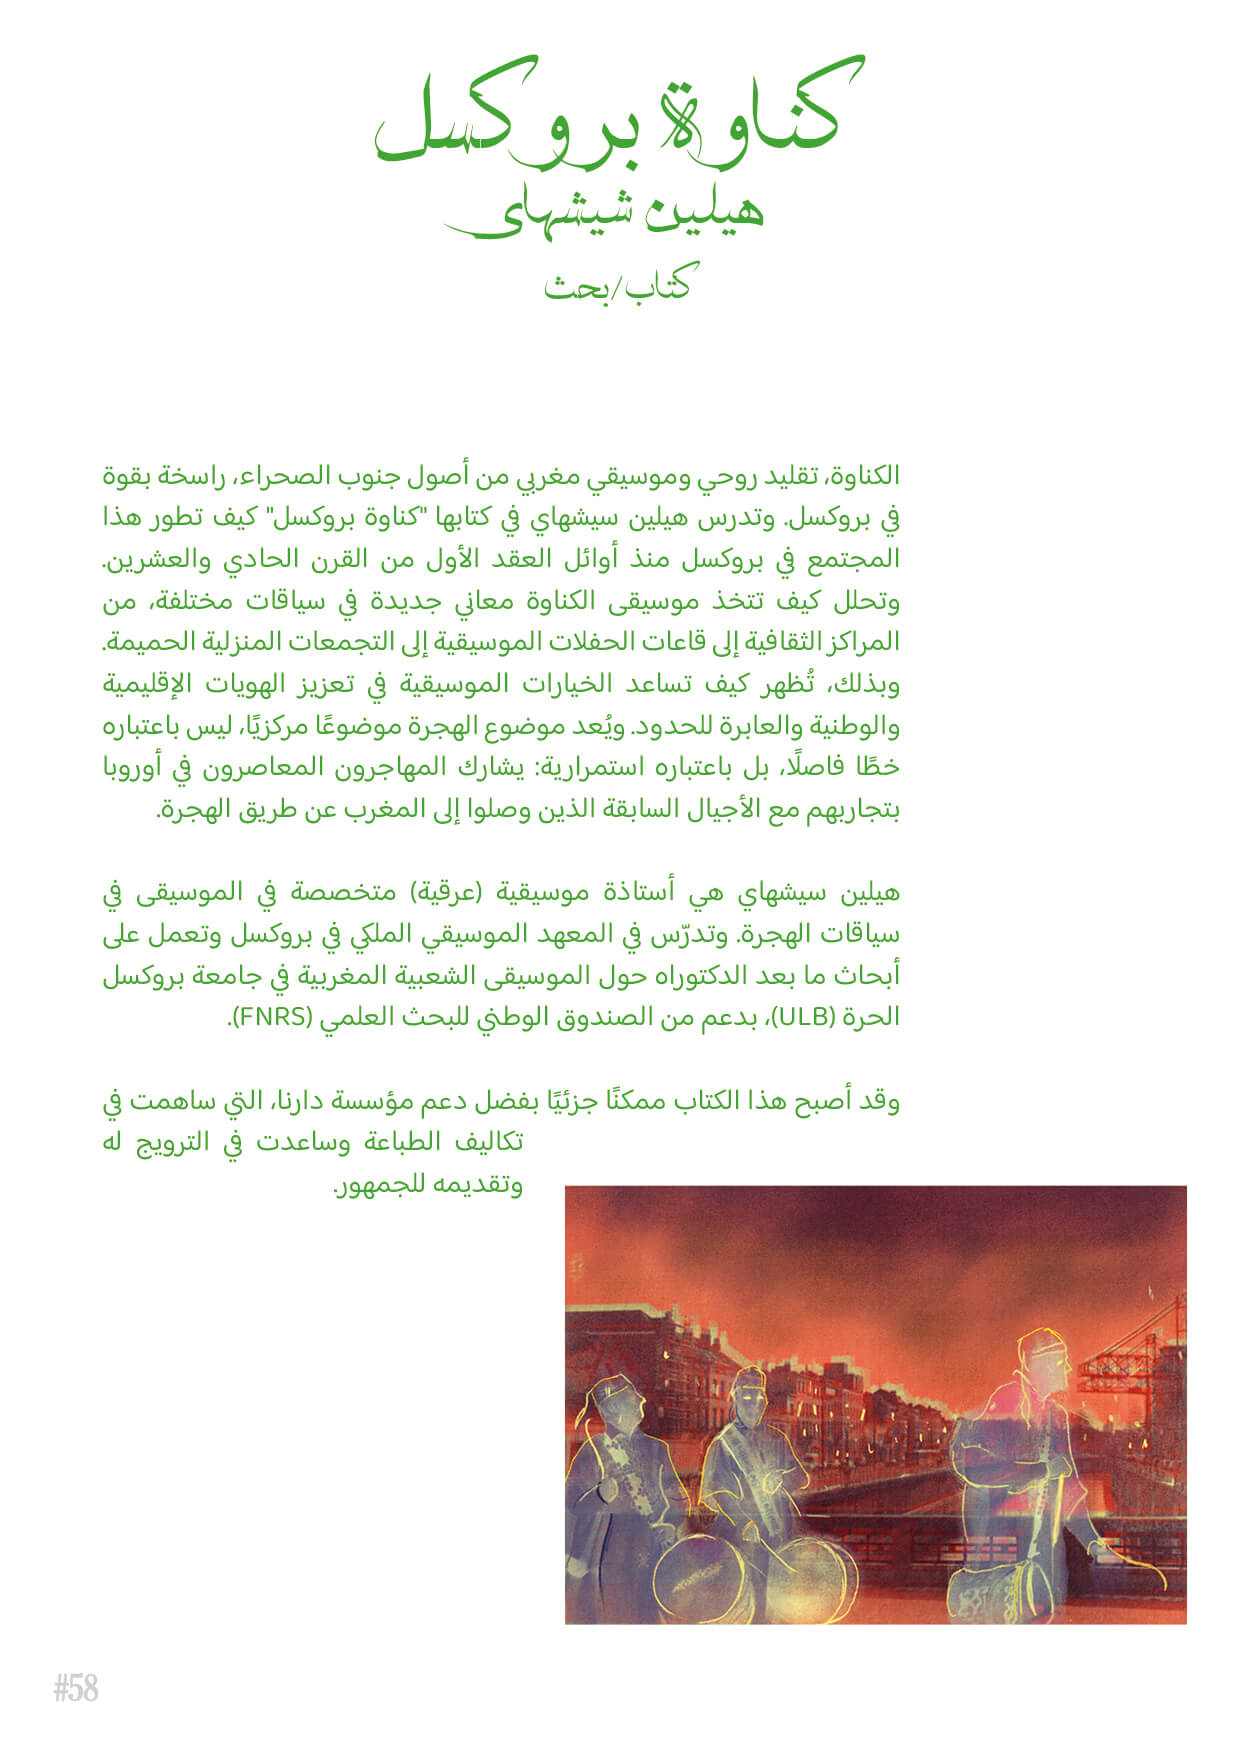 كناوة بروكسل
هيلين شيشهاى
كتاب/بحث
الكناوة، تقليد روحي وموسيقي مغربي من أصول جنوب الصحراء، راسخة بقوة
في بروكسل. وتدرس هيلين سيشهاي في كتابها "كناوة بروكسل" كيف تطور هذا
المجتمع في بروكسل منذ أوائل العقد الأول من القرن الحادي والعشرين.
وتحلل كيف تتخذ موسيقى الكناوة معاني جديدة في سياقات مختلفة، من
المراكز الثقافية إلى قاعات الحفلات الموسيقية إلى التجمعات المنزلية الحميمة.
وبذلك، تُظهر كيف تساعد الخيارات الموسيقية في تعزيز الهويات الإقليمية
والوطنية والعابرة للحدود. ويُعد موضوع الهجرة موضوعًا مركزيًا، ليس باعتباره
خطًا فاصلًا، بل باعتباره استمرارية: يشارك المهاجرون المعاصرون في أوروبا
بتجاربهم مع الأجيال السابقة الذين وصلوا إلى المغرب عن طريق الهجرة.
هيلين سيشهاي هي أستاذة موسيقية (عرقية) متخصصة في الموسيقى في
سياقات الهجرة. وتدرّس في المعهد الموسيقي الملكي في بروكسل وتعمل على
أبحاث ما بعد الدكتوراه حول الموسيقى الشعبية المغربية في جامعة بروكسل
الحرة (ULB)، بدعم من الصندوق الوطني للبحث العلمي (FNRS).
وقد أصبح هذا الكتاب ممكنًا جزئيًا بفضل دعم مؤسسة دارنا، التي ساهمت في
تكاليف الطباعة وساعدت في الترويج له
وتقديمه للجمهور.
#58